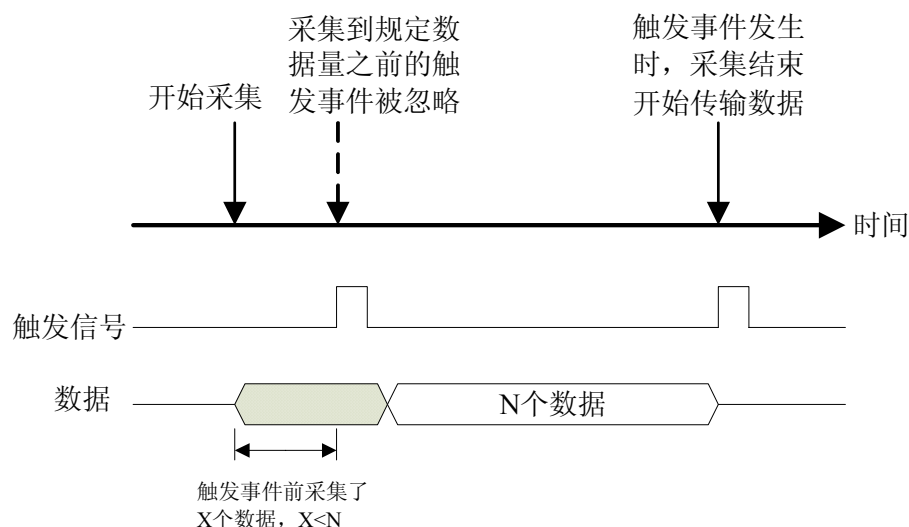 开始采集
采集到规定数
据量之前的触
发事件被忽略
触发事件发生
时，采集结束
开始传输数据
时间
触发信号
数据
N个数据
触发事件前采集了
X个数据，X<N